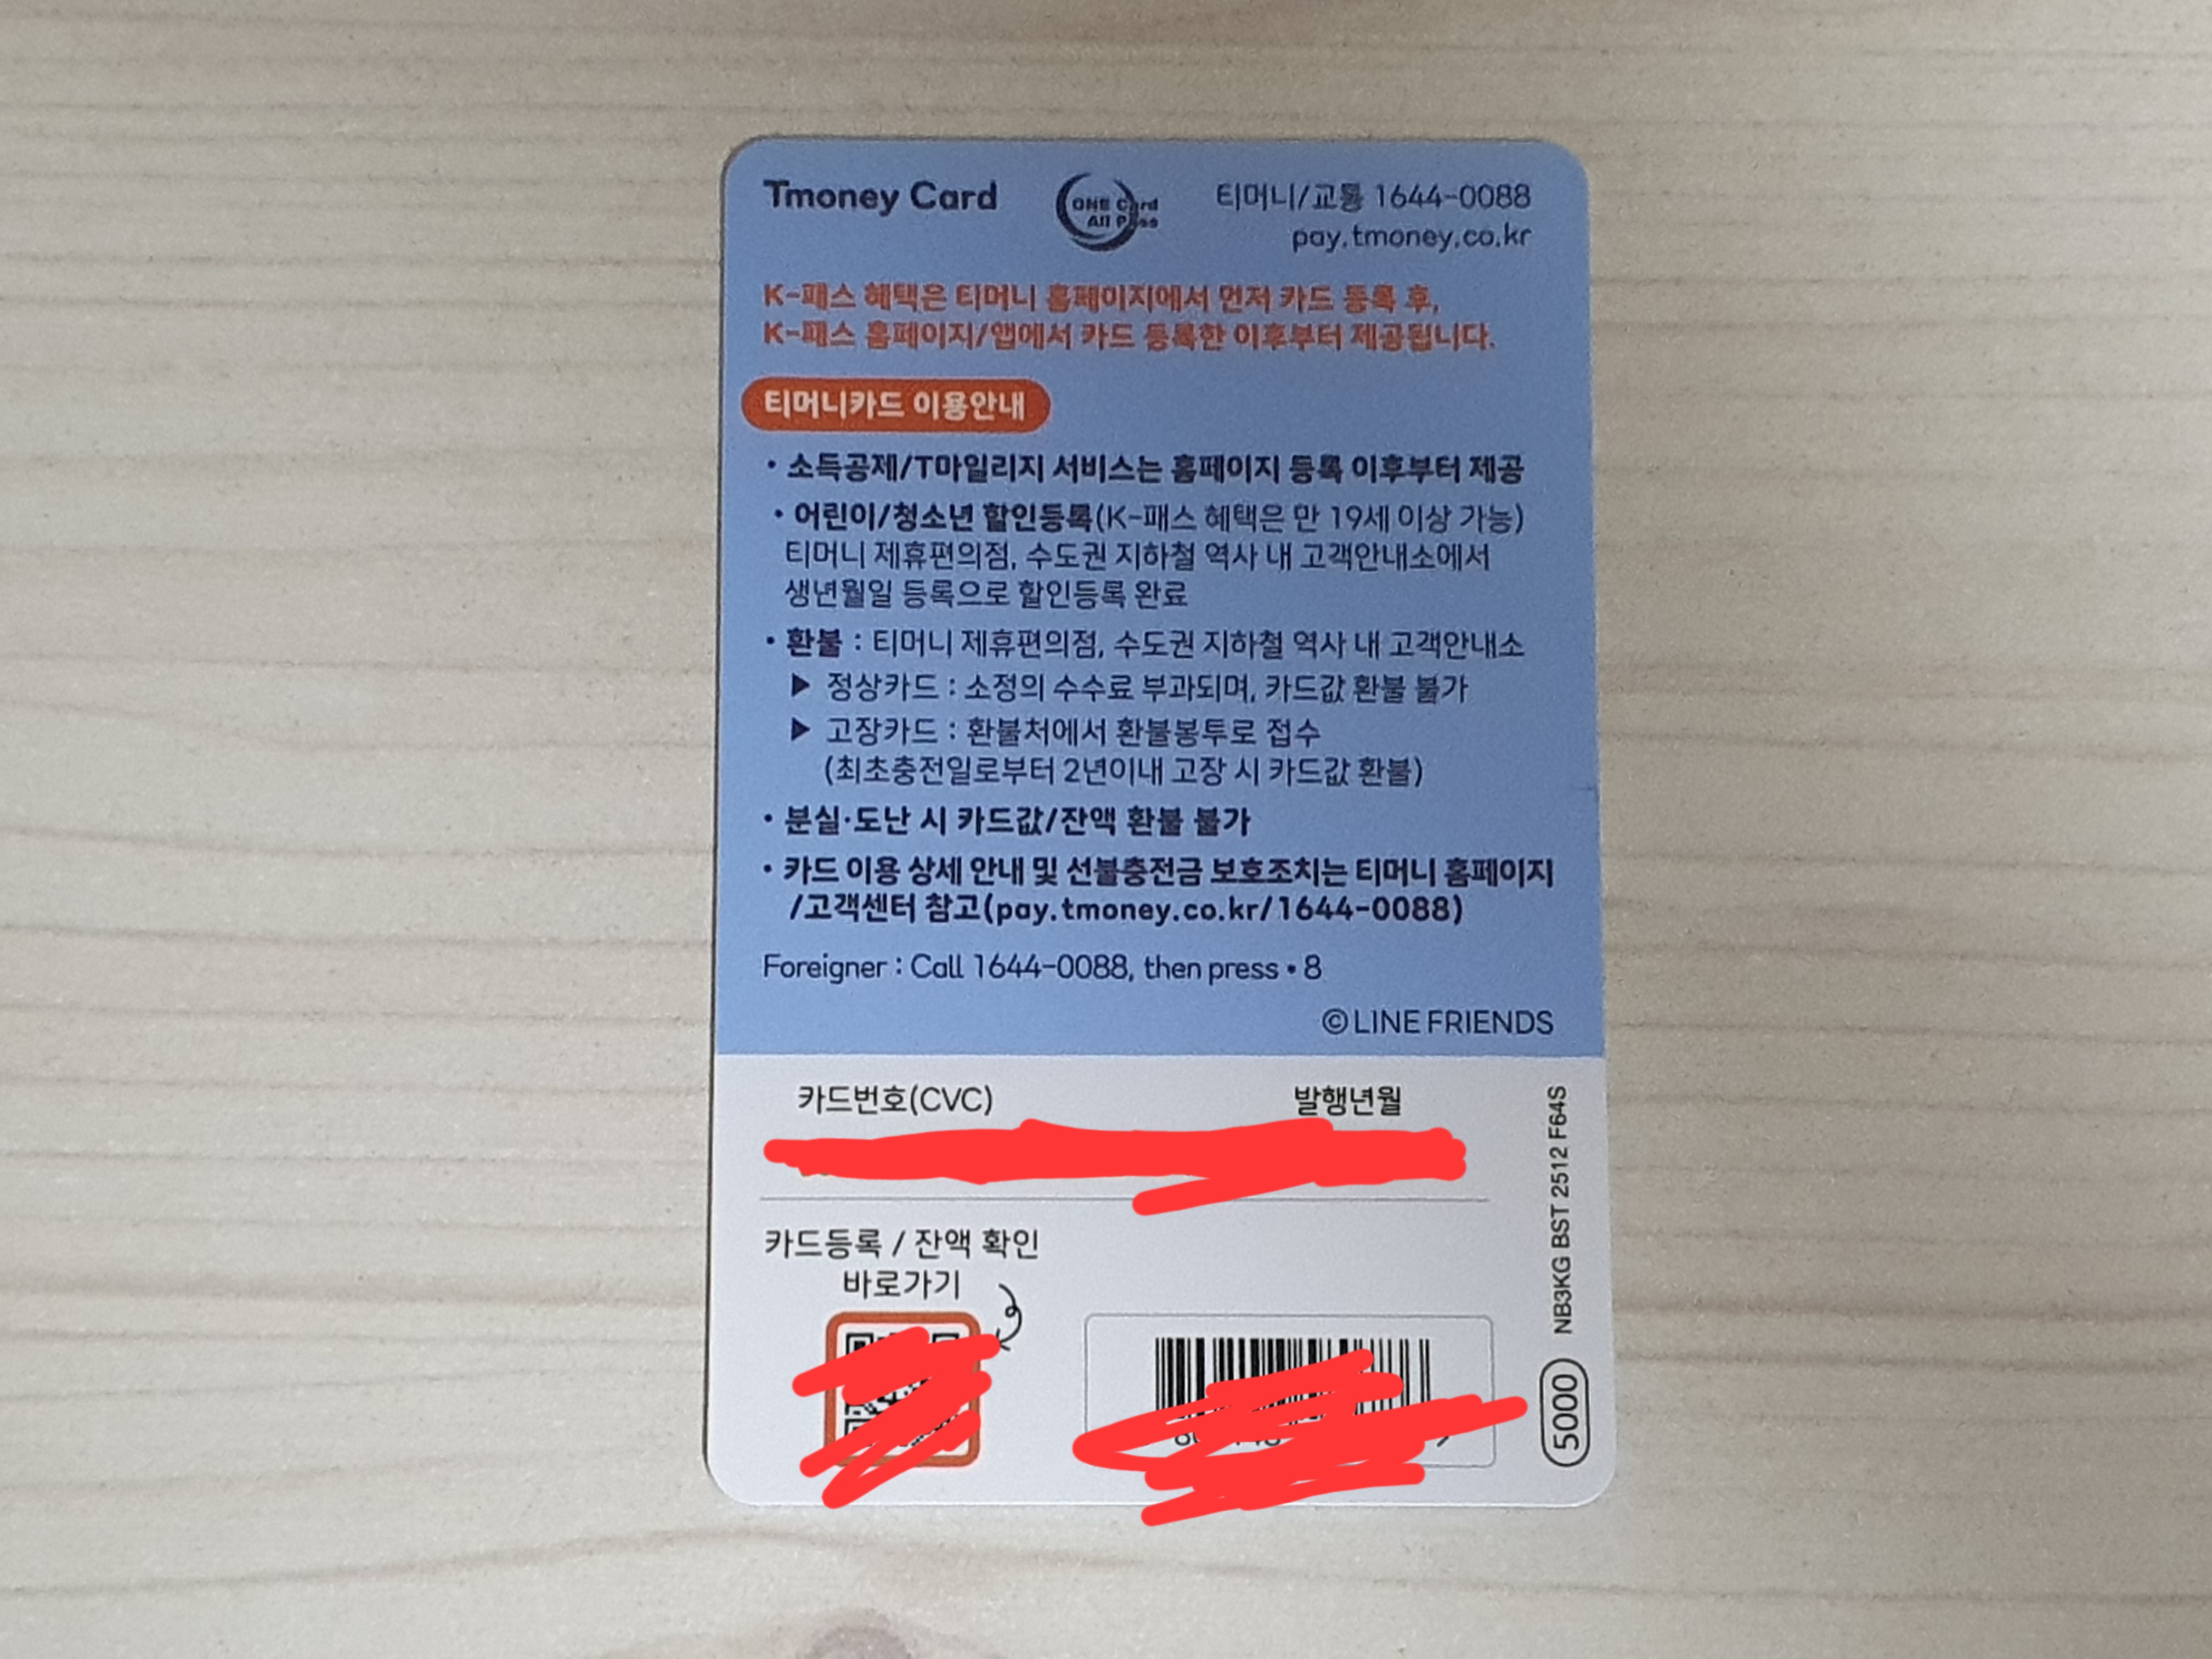 Tmoney Card
ONE Card
All Pass
티머니/교통 1644-0088
pay.tmoney.co.kr
K-패스 혜택은 티머니 홈페이지에서 먼저 카드 등록 후,
K-패스 홈페이지/앱에서 카드 등록한 이후부터 제공됩니다.
티머니카드 이용안내
• 소득공제/T마일리지 서비스는 홈페이지 등록 이후부터 제공
• 어린이/청소년 할인등록(K-패스 혜택은 만 19세 이상 가능)
티머니 제휴편의점, 수도권 지하철 역사 내 고객안내소에서
생년월일 등록으로 할인등록 완료
• 환불 : 티머니 제휴편의점, 수도권 지하철 역사 내 고객안내소
▶ 정상카드 : 소정의 수수료 부과되며, 카드값 환불 불가
▶ 고장카드 : 환불처에서 환불봉투로 접수
(최초충전일로부터 2년이내 고장 시 카드값 환불)
• 분실·도난 시 카드값/잔액 환불 불가
• 카드 이용 상세 안내 및 선불충전금 보호조치는 티머니 홈페이지
/고객센터 참고(pay.tmoney.co.kr/1644-0088)
Foreigner : Call 1644-0088, then press • 8
©LINE FRIENDS
카드번호(CVC)
발행년월
카드등록 / 잔액 확인
바로가기
5000 NB3KG BST 2512 F64S